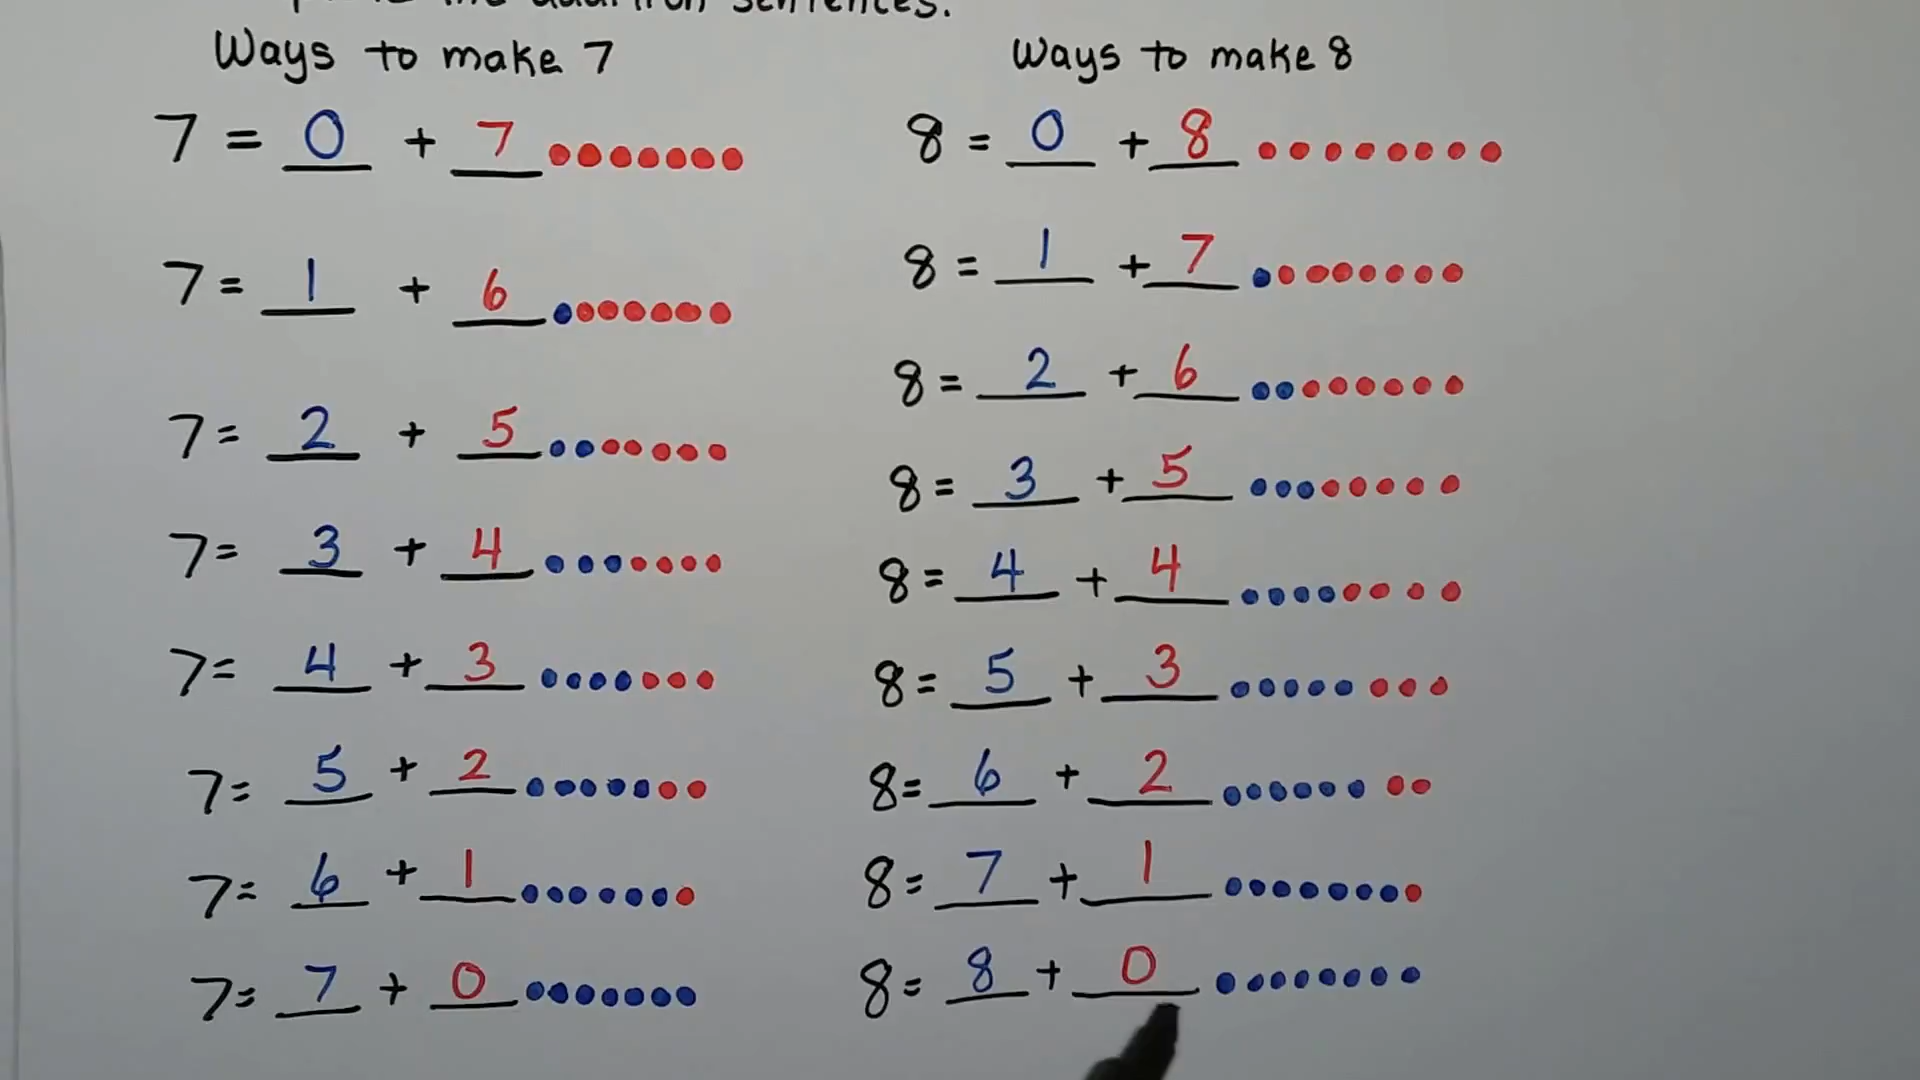 the addition sentences.
Ways to make 7
7 = 0 + 7
7 = 1 + 6
7 = 2 + 5
7 = 3 + 4
7 = 4 + 3
7 = 5 + 2
7 = 6 + 1
7 = 7 + 0
Ways to make 8
8 = 0 + 8
8 = 1 + 7
8 = 2 + 6
8 = 3 + 5
8 = 4 + 4
8 = 5 + 3
8 = 6 + 2
8 = 7 + 1
8 = 8 + 0